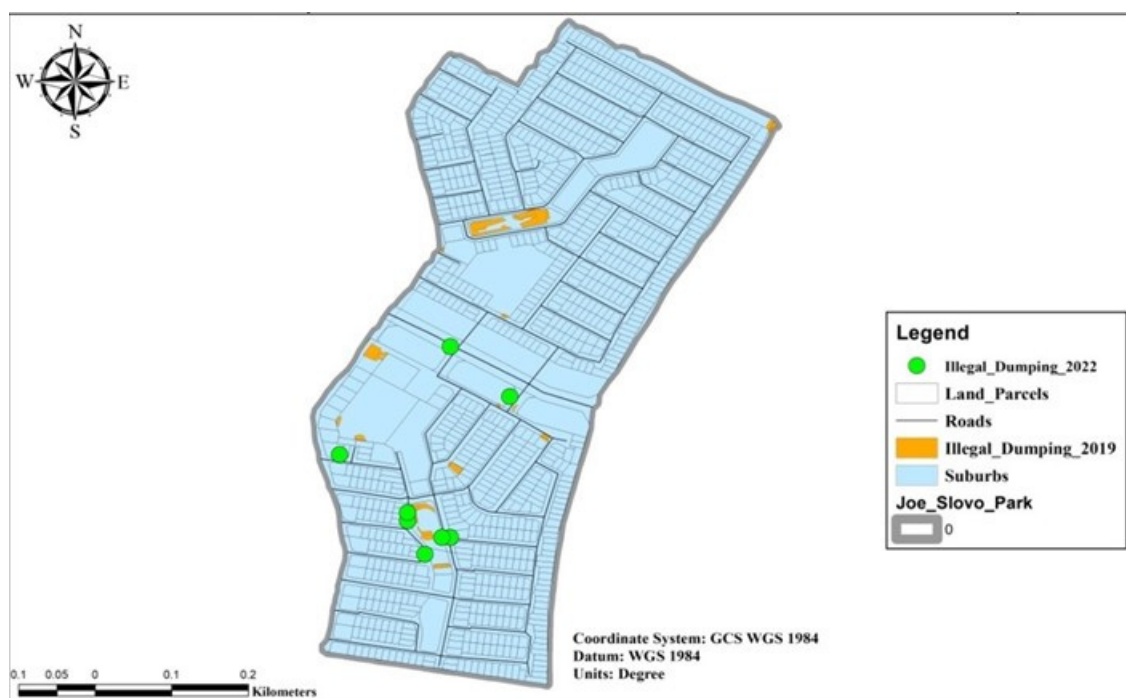 N
W E
S
Legend
Illegal_Dumping_2022
Land_Parcels
Roads
Illegal_Dumping_2019
Suburbs
Joe_Slovo_Park
0
Coordinate System: GCS WGS 1984
Datum: WGS 1984
Units: Degree
0.1 0.05 0 0.1 0.2
Kilometers